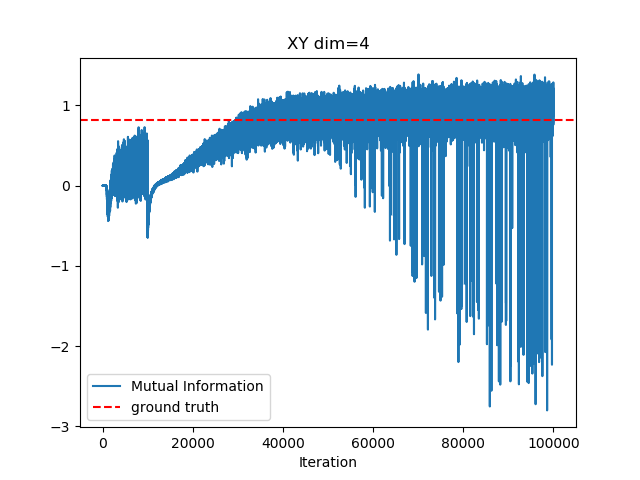 XY dim=4
1
0
−1
−2
−3
Mutual Information
ground truth
0 20000 40000 60000 80000 100000
Iteration